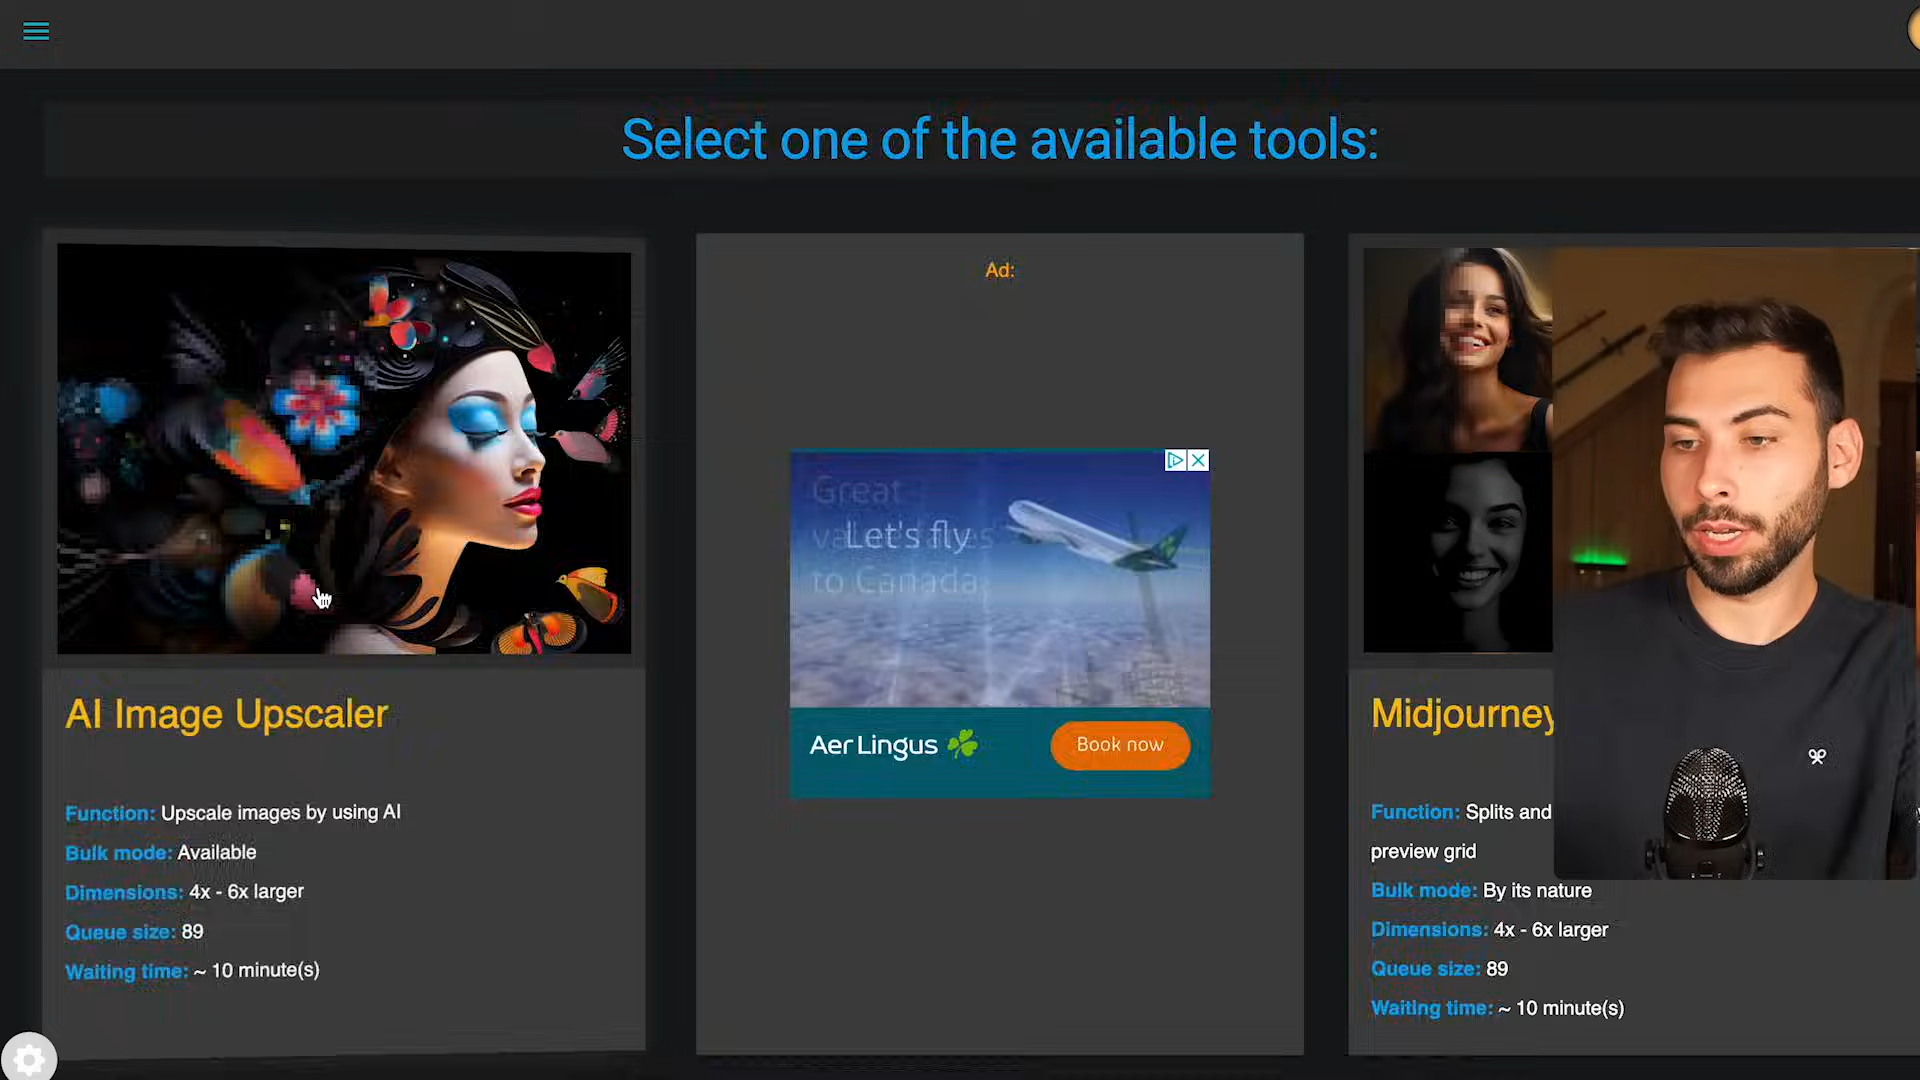 Select one of the available tools:
Ad:
Great
Let's fly
to Canada
Aer Lingus
Book now
AI Image Upscaler
Function: Upscale images by using AI
Bulk mode: Available
Dimensions: 4x - 6x larger
Queue size: 89
Waiting time: ~ 10 minute(s)
Midjourney
Function: Splits and
preview grid
Bulk mode: By its nature
Dimensions: 4x - 6x larger
Queue size: 89
Waiting time: ~ 10 minute(s)